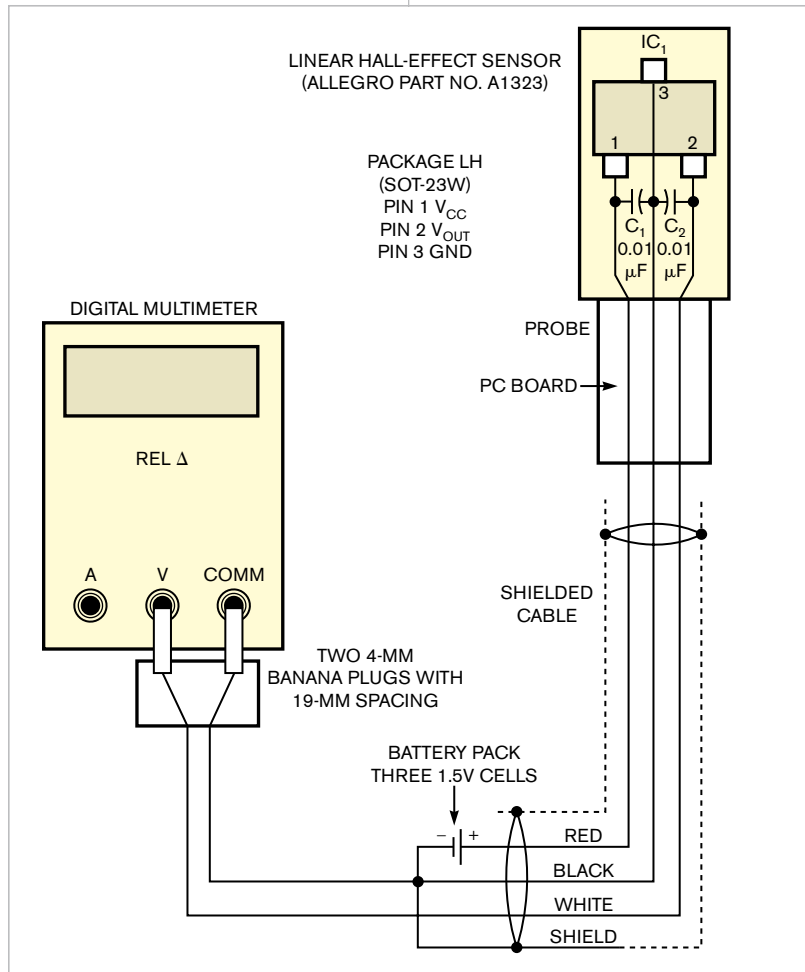 IC1
LINEAR HALL-EFFECT SENSOR
(ALLEGRO PART NO. A1323)
3
1
2
PACKAGE LH
(SOT-23W)
PIN 1 VCC
PIN 2 VOUT
PIN 3 GND
C1
C2
0.01
0.01
μF
μF
DIGITAL MULTIMETER
PROBE
PC BOARD
REL Δ
A
V
COMM
SHIELDED
CABLE
TWO 4-MM
BANANA PLUGS WITH
19-MM SPACING
BATTERY PACK
THREE 1.5V CELLS
− +
RED
BLACK
WHITE
SHIELD